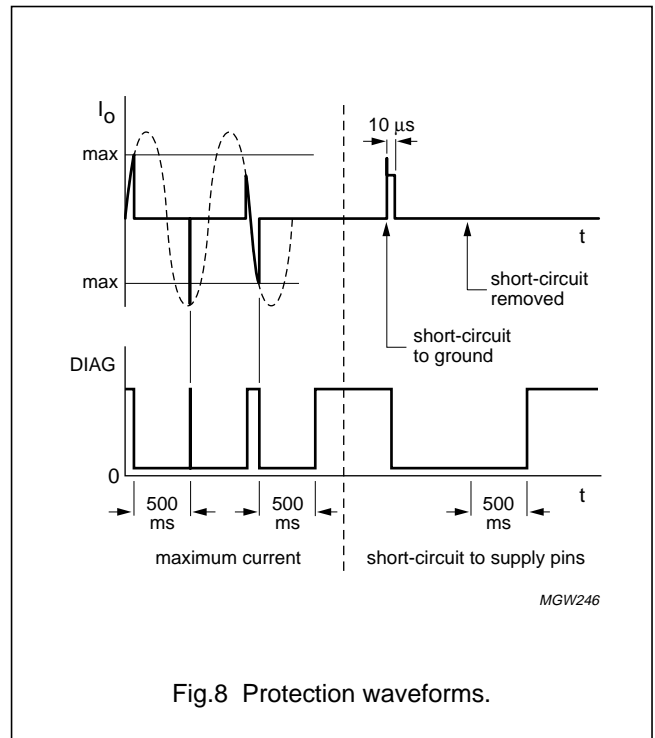 Io
10 μs
max
t
max
short-circuit
removed
short-circuit
to ground
DIAG
0
t
500
ms
500
ms
500
ms
maximum current
short-circuit to supply pins
MGW246
Fig.8 Protection waveforms.